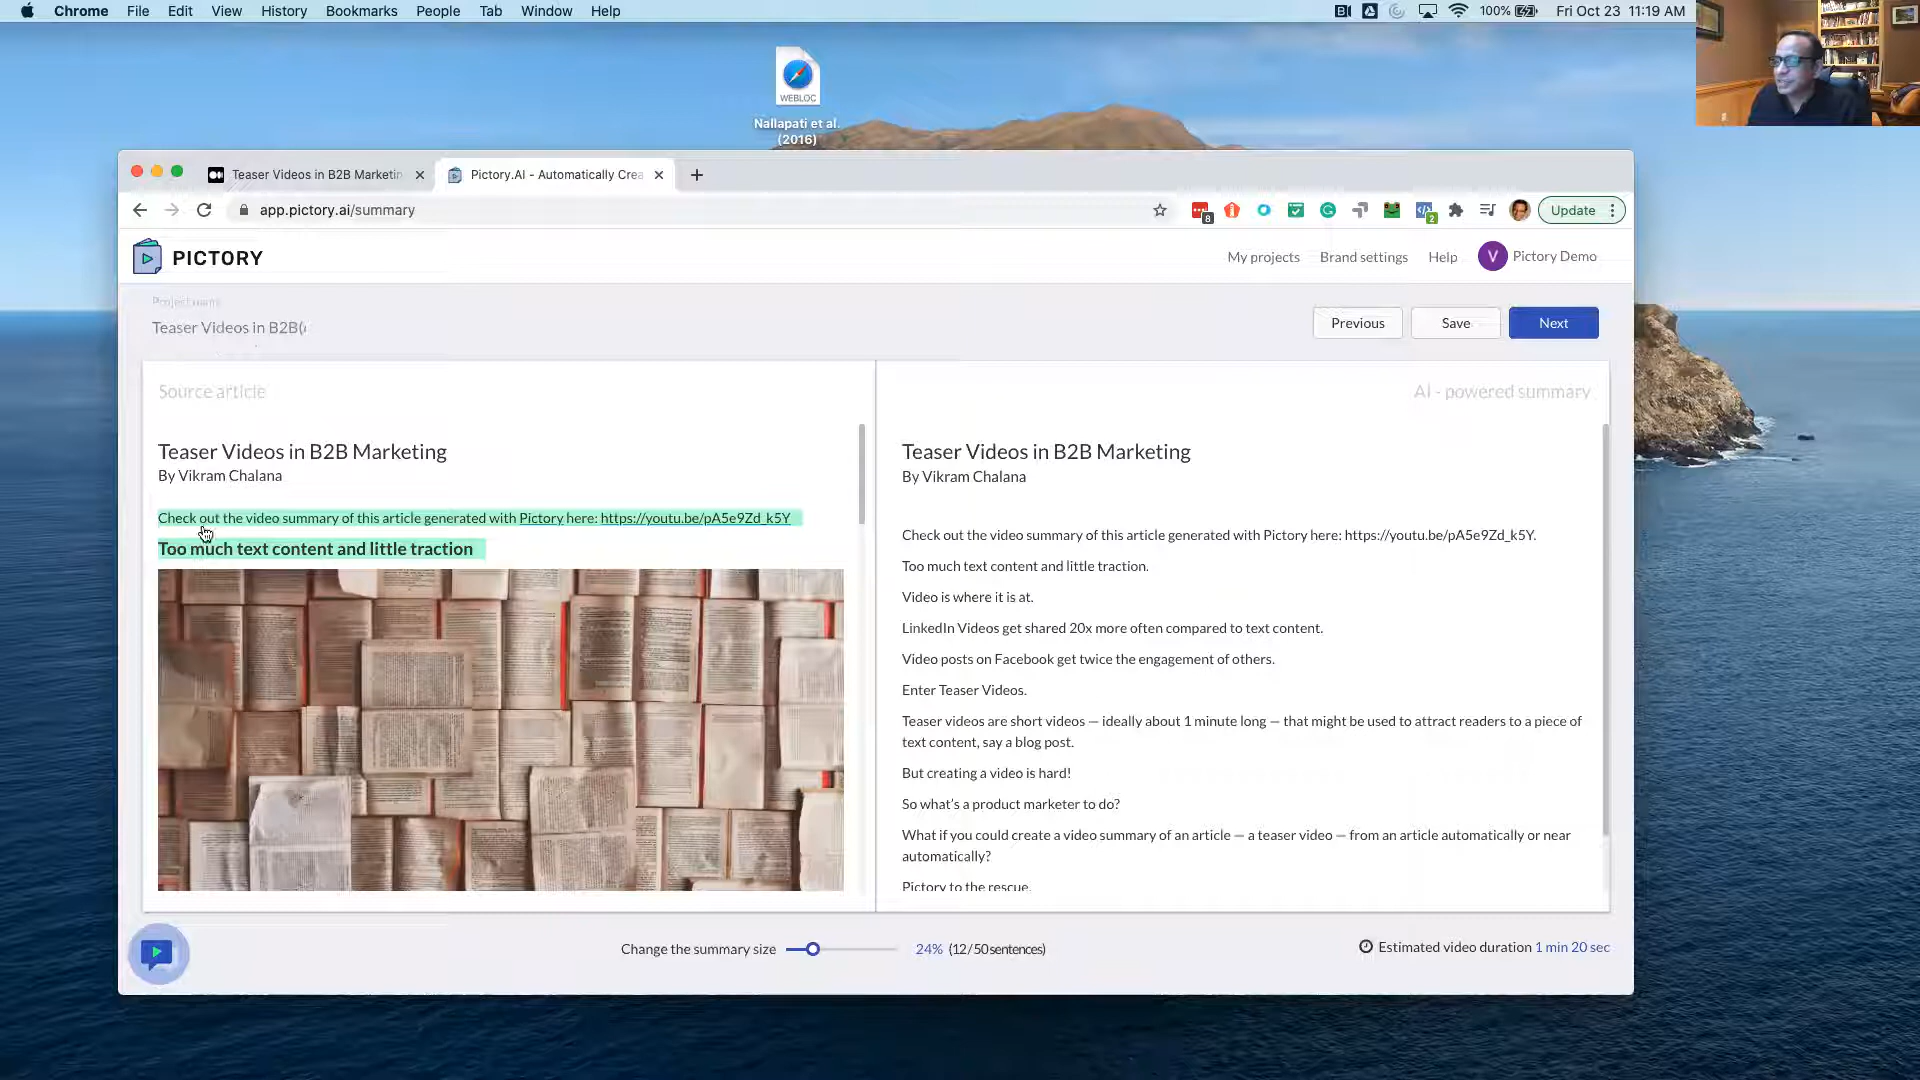 Chrome File Edit View History Bookmarks People Tab Window Help
100% Fri Oct 23 11:19 AM
WEBLOC
Nallapati et al.
(2016)
Teaser Videos in B2B Marketin
Pictory.AI - Automatically Crea
app.pictory.ai/summary
8
2
Update
PICTORY
My projects
Brand settings
Help
V
Pictory Demo
Project name
Teaser Videos in B2B
Previous
Save
Next
Source article
AI - powered summary
Teaser Videos in B2B Marketing
By Vikram Chalana
Check out the video summary of this article generated with Pictory here: https://youtu.be/pA5e9Zd_k5Y
Too much text content and little traction
Teaser Videos in B2B Marketing
By Vikram Chalana
Check out the video summary of this article generated with Pictory here: https://youtu.be/pA5e9Zd_k5Y.
Too much text content and little traction.
Video is where it is at.
LinkedIn Videos get shared 20x more often compared to text content.
Video posts on Facebook get twice the engagement of others.
Enter Teaser Videos.
Teaser videos are short videos — ideally about 1 minute long — that might be used to attract readers to a piece of
text content, say a blog post.
But creating a video is hard!
So what's a product marketer to do?
What if you could create a video summary of an article — a teaser video — from an article automatically or near
automatically?
Pictory to the rescue.
Change the summary size
24% (12/50 sentences)
Estimated video duration 1 min 20 sec